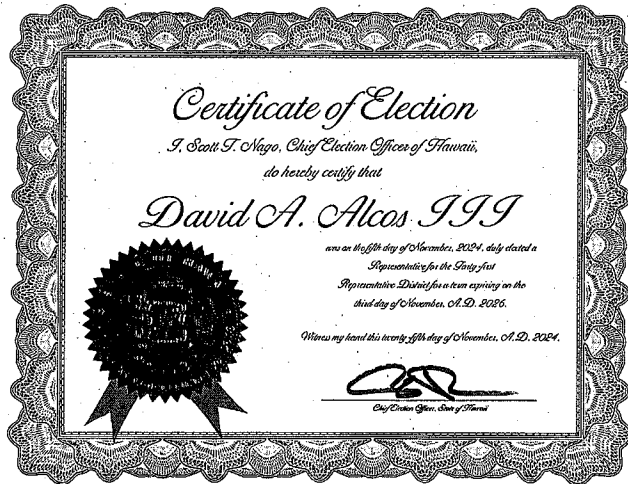 Certificate of Election
I, Scott T. Nago, Chief Election Officer of Hawaii,
do hereby certify that
David A. Alcos III
was on the fifth day of November, 2024, duly elected a
Representative for the Forty-first
Representative District for a term expiring on the
third day of November, A.D. 2026.
Witness my hand this twenty-fifth day of November, A.D. 2024.
Chief Election Officer, State of Hawaii